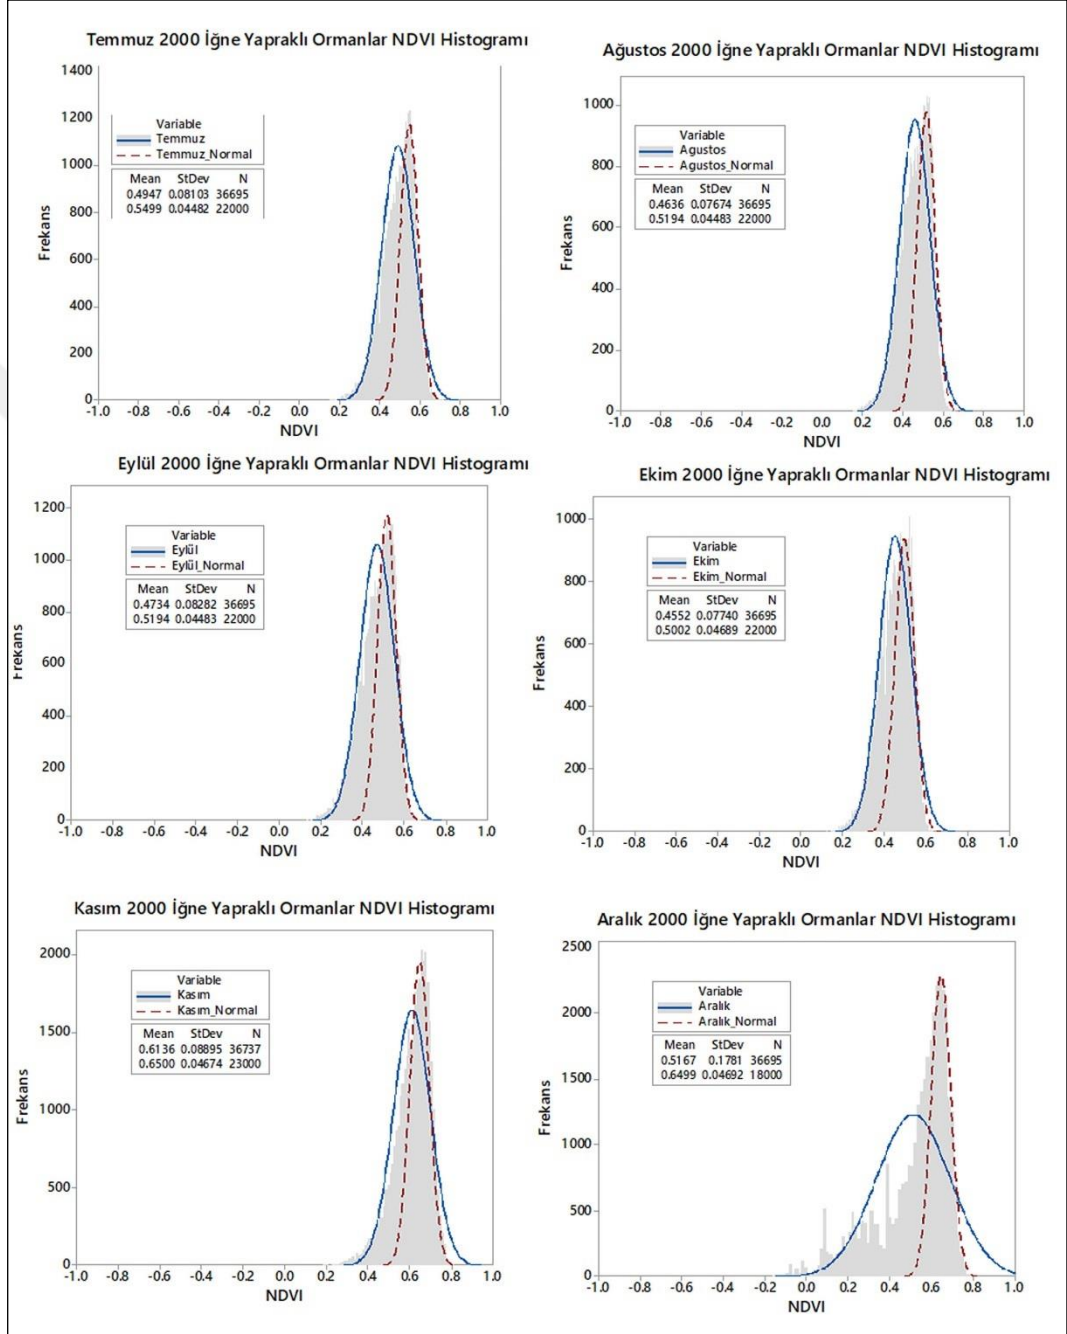 Temmuz 2000 İğne Yapraklı Ormanlar NDVI Histogramı
1400
1200
1000
800
600
400
200
0
Frekans
Variable
Temmuz
Temmuz_Normal
Mean StDev N
0.4947 0.08103 36695
0.5499 0.04482 22000
-1.0 -0.8 -0.6 -0.4 -0.2 0.0 0.2 0.4 0.6 0.8 1.0
NDVI
Ağustos 2000 İğne Yapraklı Ormanlar NDVI Histogramı
1000
800
600
400
200
0
Frekans
Variable
Agustos
Agustos_Normal
Mean StDev N
0.4636 0.07674 36695
0.5194 0.04483 22000
-1.0 -0.8 -0.6 -0.4 -0.2 0.0 0.2 0.4 0.6 0.8 1.0
NDVI
Eylül 2000 İğne Yapraklı Ormanlar NDVI Histogramı
1200
1000
800
600
400
200
0
Frekans
Variable
Eylül
Eylül_Normal
Mean StDev N
0.4734 0.08282 36695
0.5194 0.04483 22000
-1.0 -0.8 -0.6 -0.4 -0.2 0.0 0.2 0.4 0.6 0.8 1.0
NDVI
Ekim 2000 İğne Yapraklı Ormanlar NDVI Histogramı
1000
800
600
400
200
0
Frekans
Variable
Ekim
Ekim_Normal
Mean StDev N
0.4552 0.07740 36695
0.5002 0.04689 22000
-1.0 -0.8 -0.6 -0.4 -0.2 0.0 0.2 0.4 0.6 0.8 1.0
NDVI
Kasım 2000 İğne Yapraklı Ormanlar NDVI Histogramı
2000
1500
1000
500
0
Frekans
Variable
Kasım
Kasım_Normal
Mean StDev N
0.6136 0.08895 36737
0.6500 0.04674 23000
-1.0 -0.8 -0.6 -0.4 -0.2 0.0 0.2 0.4 0.6 0.8 1.0
NDVI
Aralık 2000 İğne Yapraklı Ormanlar NDVI Histogramı
2500
2000
1500
1000
500
0
Frekans
Variable
Aralık
Aralık_Normal
Mean StDev N
0.5167 0.1781 36695
0.6499 0.04692 18000
-1.0 -0.8 -0.6 -0.4 -0.2 0.0 0.2 0.4 0.6 0.8 1.0
NDVI